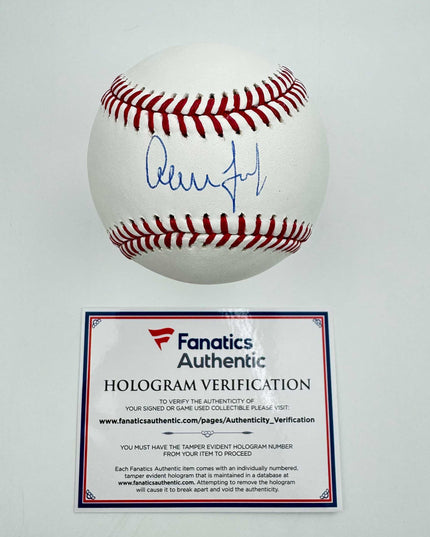 Fanatics
Authentic
HOLOGRAM VERIFICATION
TO VERIFY THE AUTHENTICITY OF
YOUR SIGNED OR GAME USED COLLECTIBLE PLEASE VISIT:
www.fanaticsauthentic.com/pages/Authenticity_Verification
YOU MUST HAVE THE TAMPER EVIDENT HOLOGRAM NUMBER
FROM YOUR ITEM TO PROCEED
Each Fanatics Authentic item comes with an individually numbered,
tamper evident hologram that is maintained in a database at
www.fanaticsauthentic.com. Attempting to remove the hologram
will cause it to break apart and void the authenticity.